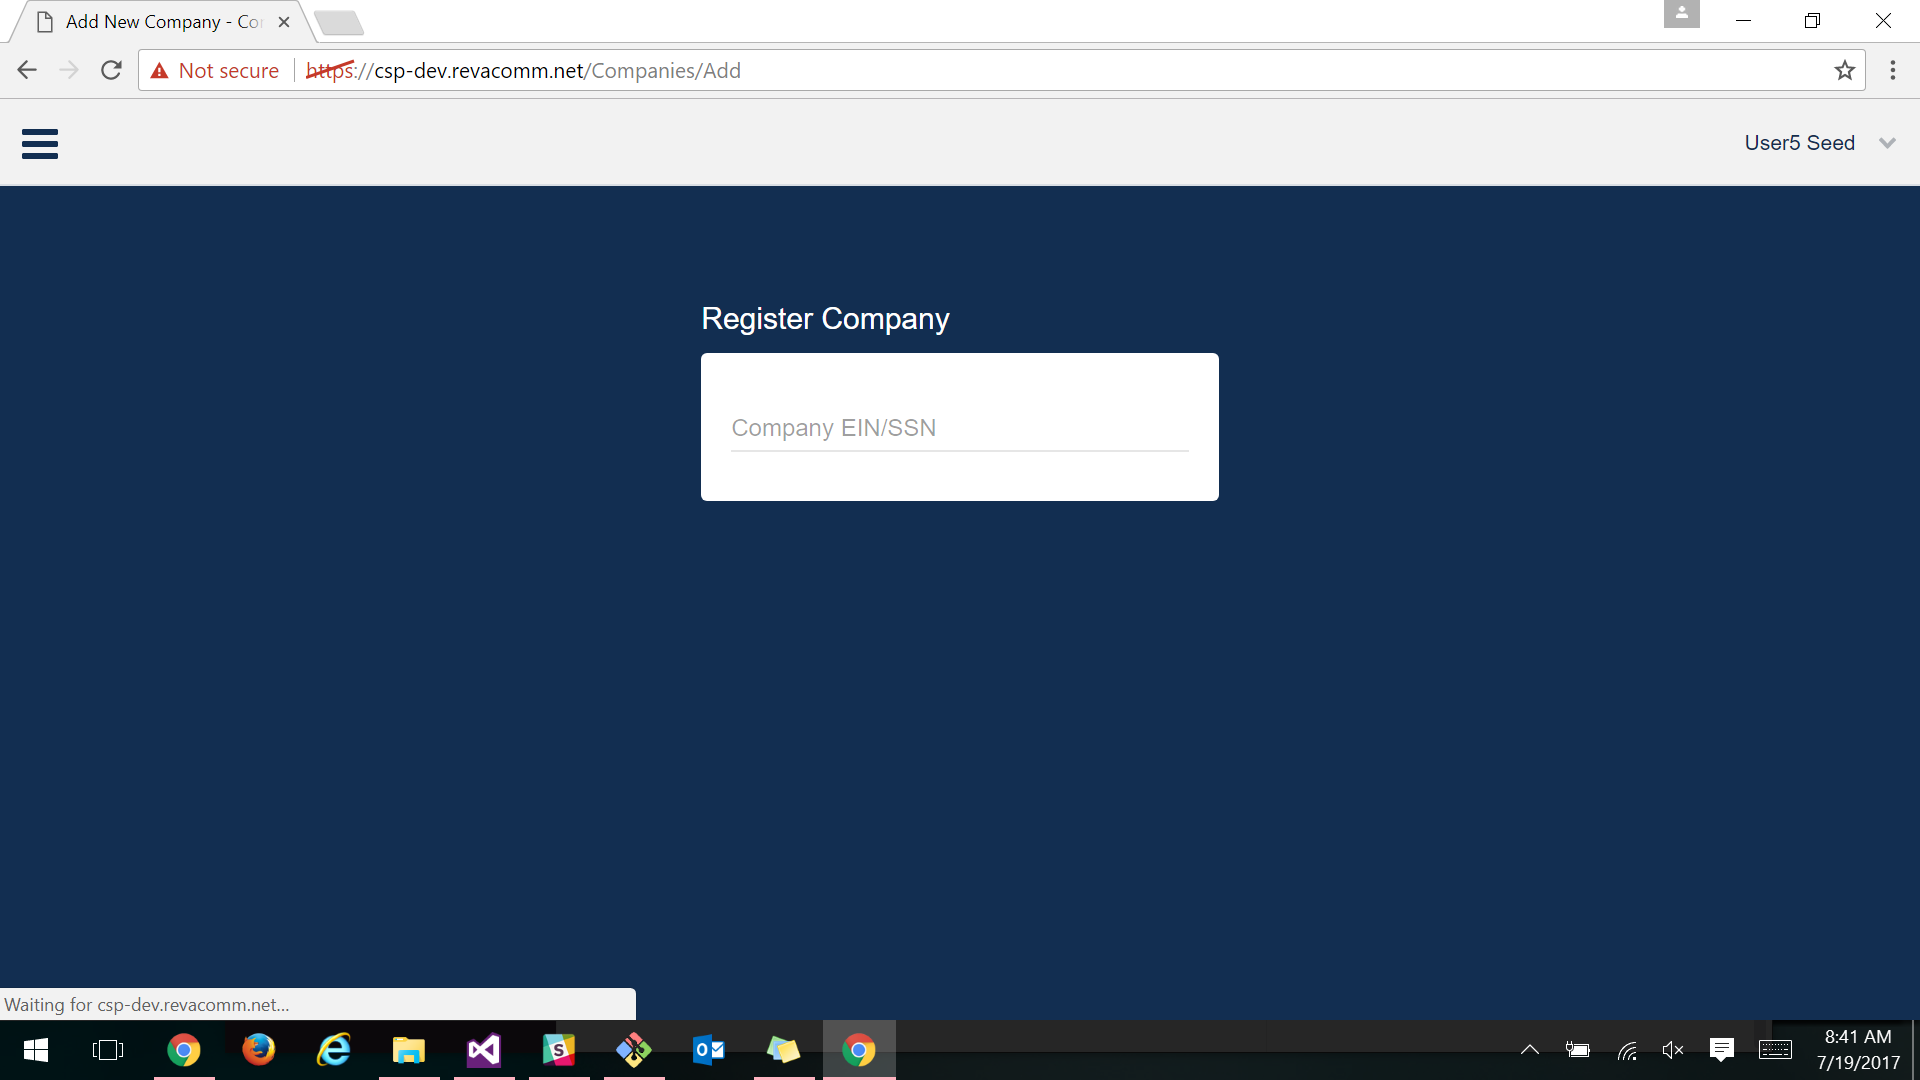 Add New Company - Co
Not secure https://csp-dev.revacomm.net/Companies/Add
User5 Seed
Register Company
Company EIN/SSN
Waiting for csp-dev.revacomm.net...
8:41 AM
7/19/2017